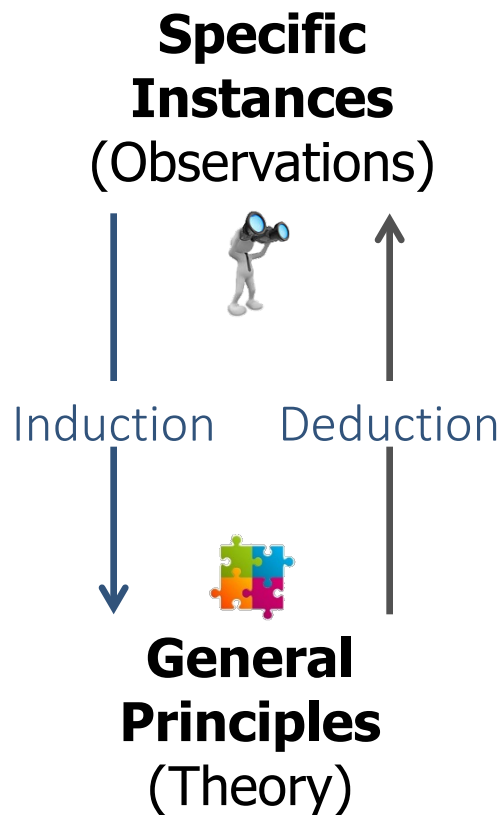 Specific
Instances
(Observations)
Induction Deduction
General
Principles
(Theory)